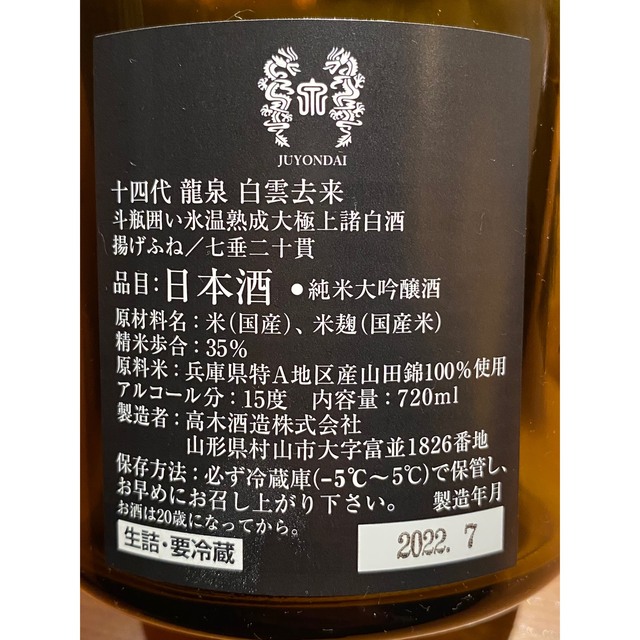 JUYONDAI
十四代 龍泉 白雲去来
斗瓶囲い氷温熟成大極上諸白酒
揚げふね／七垂二十貫
品目：日本酒 ●純米大吟醸酒
原材料名：米（国産）、米麹（国産米）
精米歩合：35%
原料米：兵庫県特A地区産山田錦100%使用
アルコール分：15度 内容量：720ml
製造者：高木酒造株式会社
山形県村山市大字富並1826番地
保存方法：必ず冷蔵庫（-5℃～5℃）で保管し、
お早めにお召し上がり下さい。 製造年月
お酒は20歳になってから。
生詰・要冷蔵
2022. 7